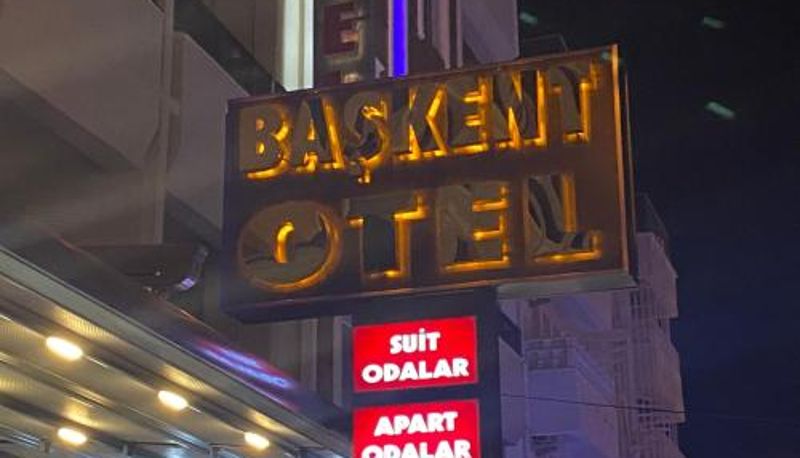 BAŞKENT
OTEL
SUİT
ODALAR
APART
ODALAR